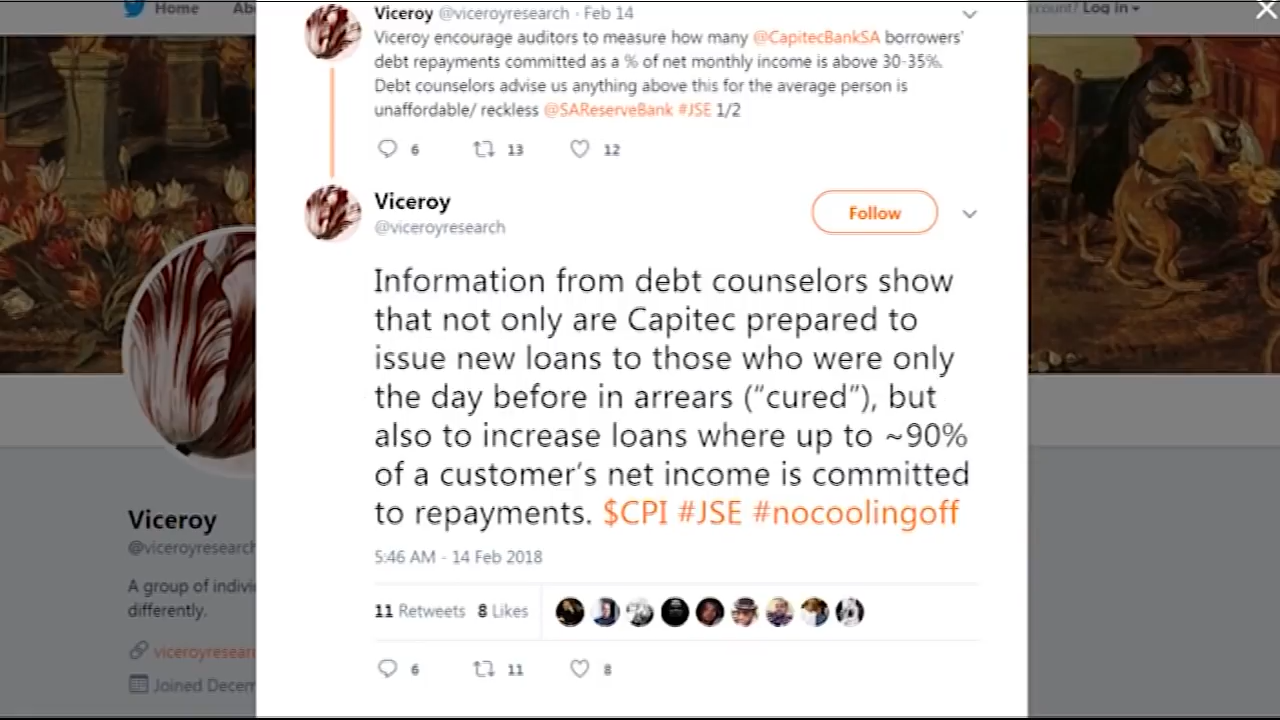 Home
Log in
Viceroy @viceroyresearch · Feb 14
Viceroy encourage auditors to measure how many @CapitecBankSA borrowers'
debt repayments committed as a % of net monthly income is above 30-35%.
Debt counselors advise us anything above this for the average person is
unaffordable/ reckless @SAReserveBank #JSE 1/2
6 13 12
Viceroy
@viceroyresearch
Follow
Information from debt counselors show
that not only are Capitec prepared to
issue new loans to those who were only
the day before in arrears (“cured”), but
also to increase loans where up to ~90%
of a customer’s net income is committed
to repayments. $CPI #JSE #nocoolingoff
5:46 AM - 14 Feb 2018
11 Retweets 8 Likes
6 11 8
Viceroy
@viceroyresearch
A group of
differently.
Joined